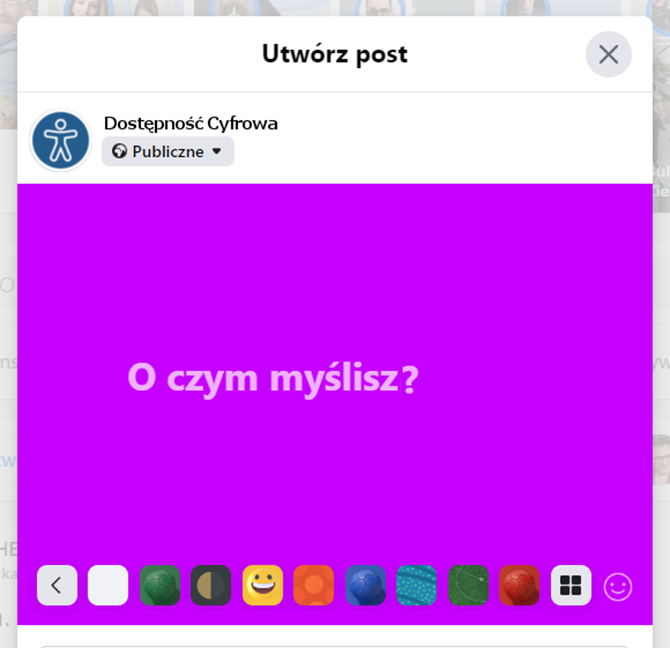 Utwórz post
Dostępność Cyfrowa
Publiczne
O czym myślisz?